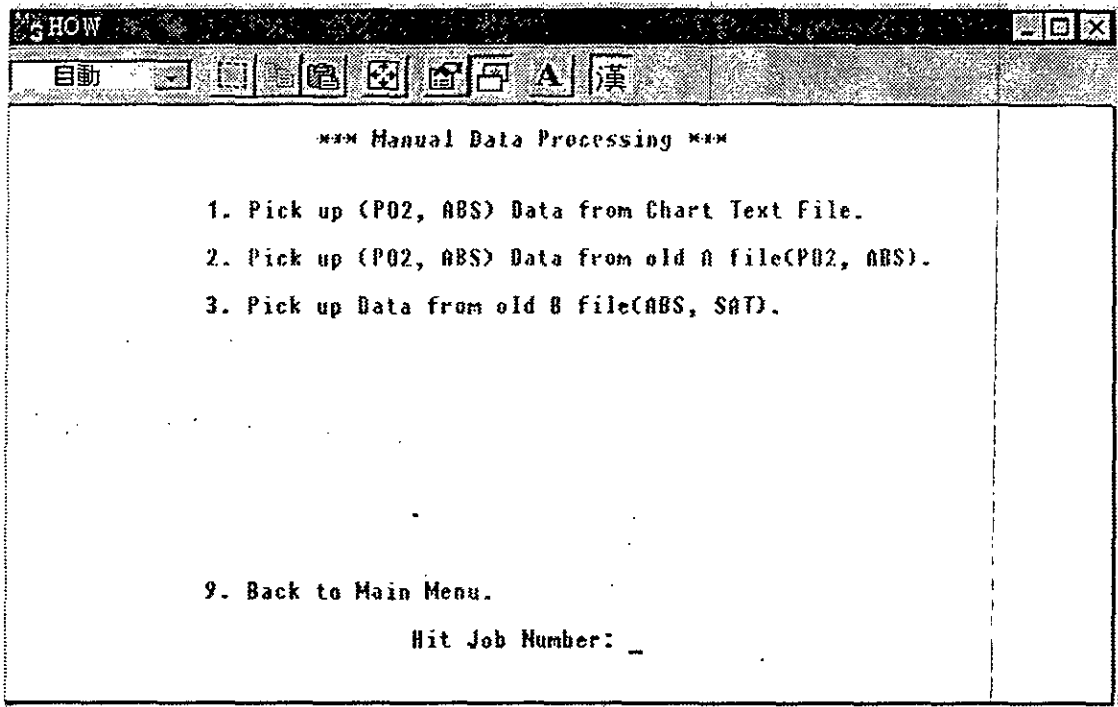 HOW
自動 A 漢
*** Manual Data Processing ***
1. Pick up (PO2, ABS) Data from Chart Text File.
2. Pick up (PO2, ABS) Data from old A file(PO2, ABS).
3. Pick up Data from old B file(ABS, SAT).
9. Back to Main Menu.
Hit Job Number: _